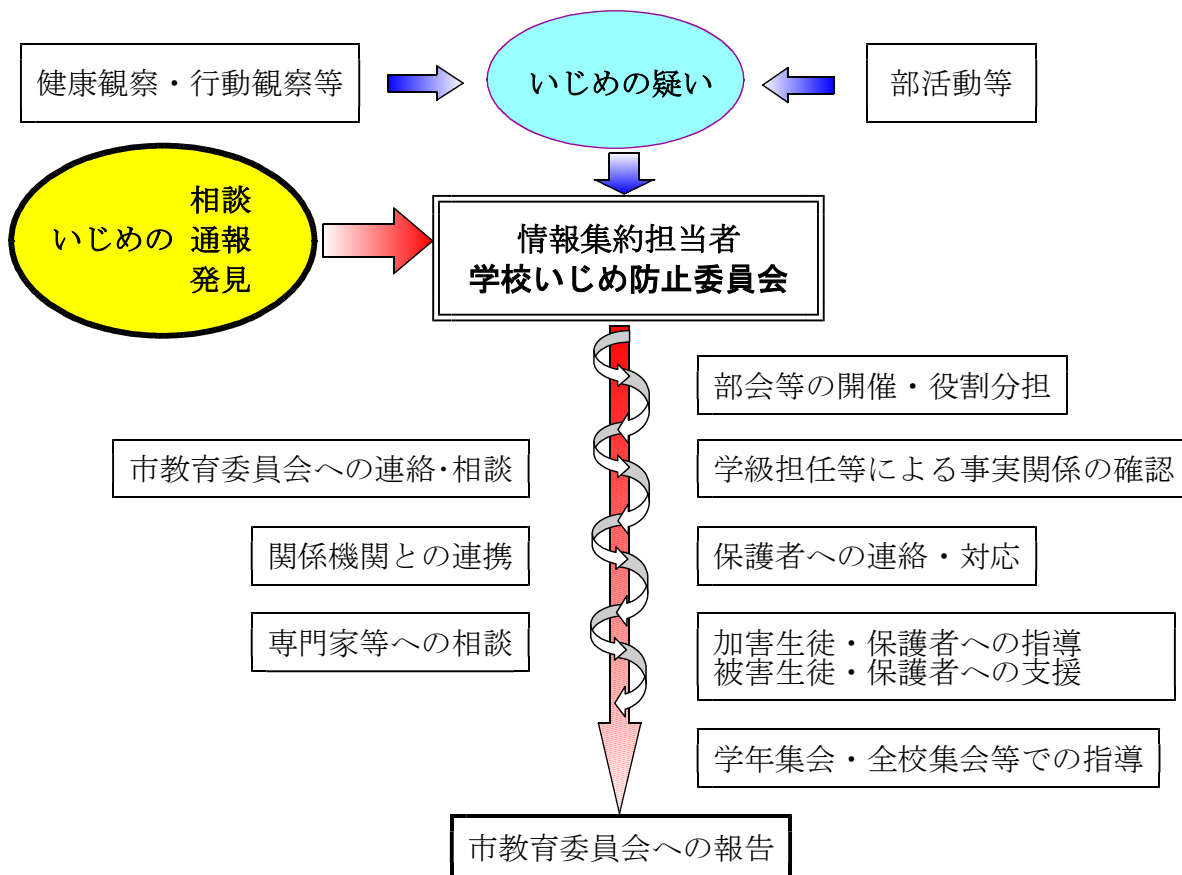 健康観察・行動観察等
いじめの疑い
部活動等
相談
いじめの 通報
発見
情報集約担当者
学校いじめ防止委員会
部会等の開催・役割分担
市教育委員会への連絡・相談
学級担任等による事実関係の確認
関係機関との連携
保護者への連絡・対応
専門家等への相談
加害生徒・保護者への指導
被害生徒・保護者への支援
学年集会・全校集会等での指導
市教育委員会への報告